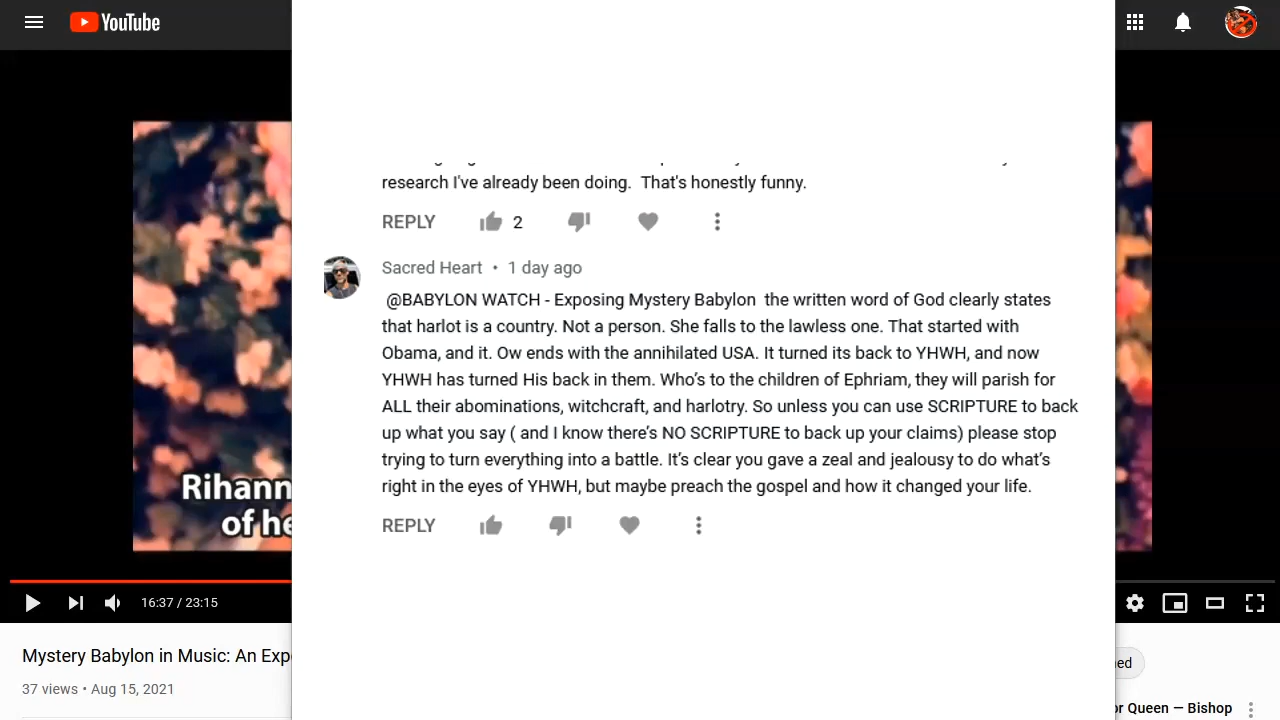 YouTube
research I've already been doing.  That's honestly funny.
REPLY 2
Sacred Heart • 1 day ago
@BABYLON WATCH - Exposing Mystery Babylon  the written word of God clearly states
that harlot is a country. Not a person. She falls to the lawless one. That started with
Obama, and it. Ow ends with the annihilated USA. It turned its back to YHWH, and now
YHWH has turned His back in them. Who’s to the children of Ephriam, they will parish for
ALL their abominations, witchcraft, and harlotry. So unless you can use SCRIPTURE to back
up what you say ( and I know there’s NO SCRIPTURE to back up your claims) please stop
trying to turn everything into a battle. It’s clear you gave a zeal and jealousy to do what’s
right in the eyes of YHWH, but maybe preach the gospel and how it changed your life.
REPLY
Rihann
of he
16:37 / 23:15
Mystery Babylon in Music: An Exp
37 views • Aug 15, 2021
ed
or Queen — Bishop